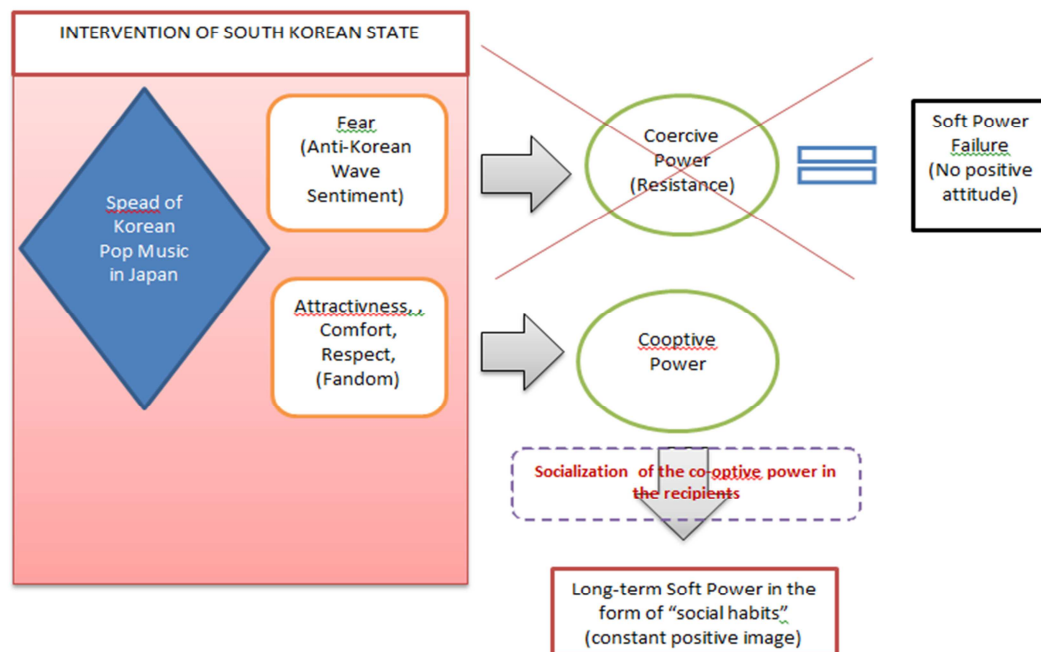 INTERVENTION OF SOUTH KOREAN STATE
Spead of
Korean
Pop Music
in Japan
Fear
(Anti-Korean
Wave
Sentiment)
Attractivness, ,
Comfort,
Respect,
(Fandom)
Coercive
Power
(Resistance)
Soft Power
Failure
(No positive
attitude)
Cooptive
Power
Socialization of the co-optive power in
the recipients
Long-term Soft Power in the
form of “social habits”
(constant positive image)